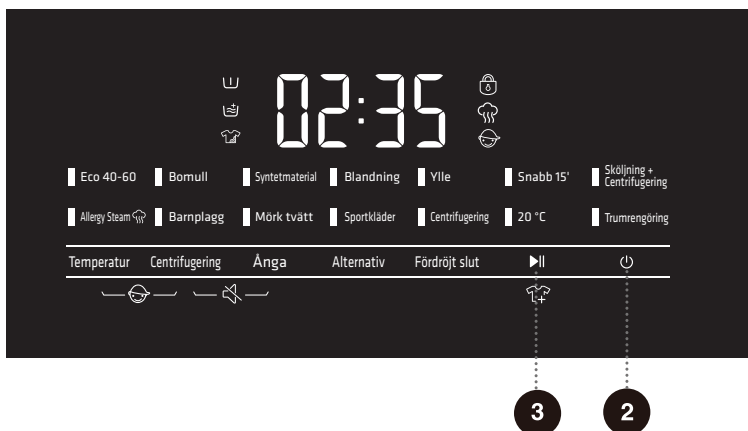 02:35
Eco 40-60 Bomull Syntetmaterial Blandning Ylle Snabb 15' Sköljning +
Centrifugering
Allergy Steam Barnplagg Mörk tvätt Sportkläder Centrifugering 20 °C Trumrengöring
Temperatur Centrifugering Ånga Alternativ Fördröjt slut
3 2